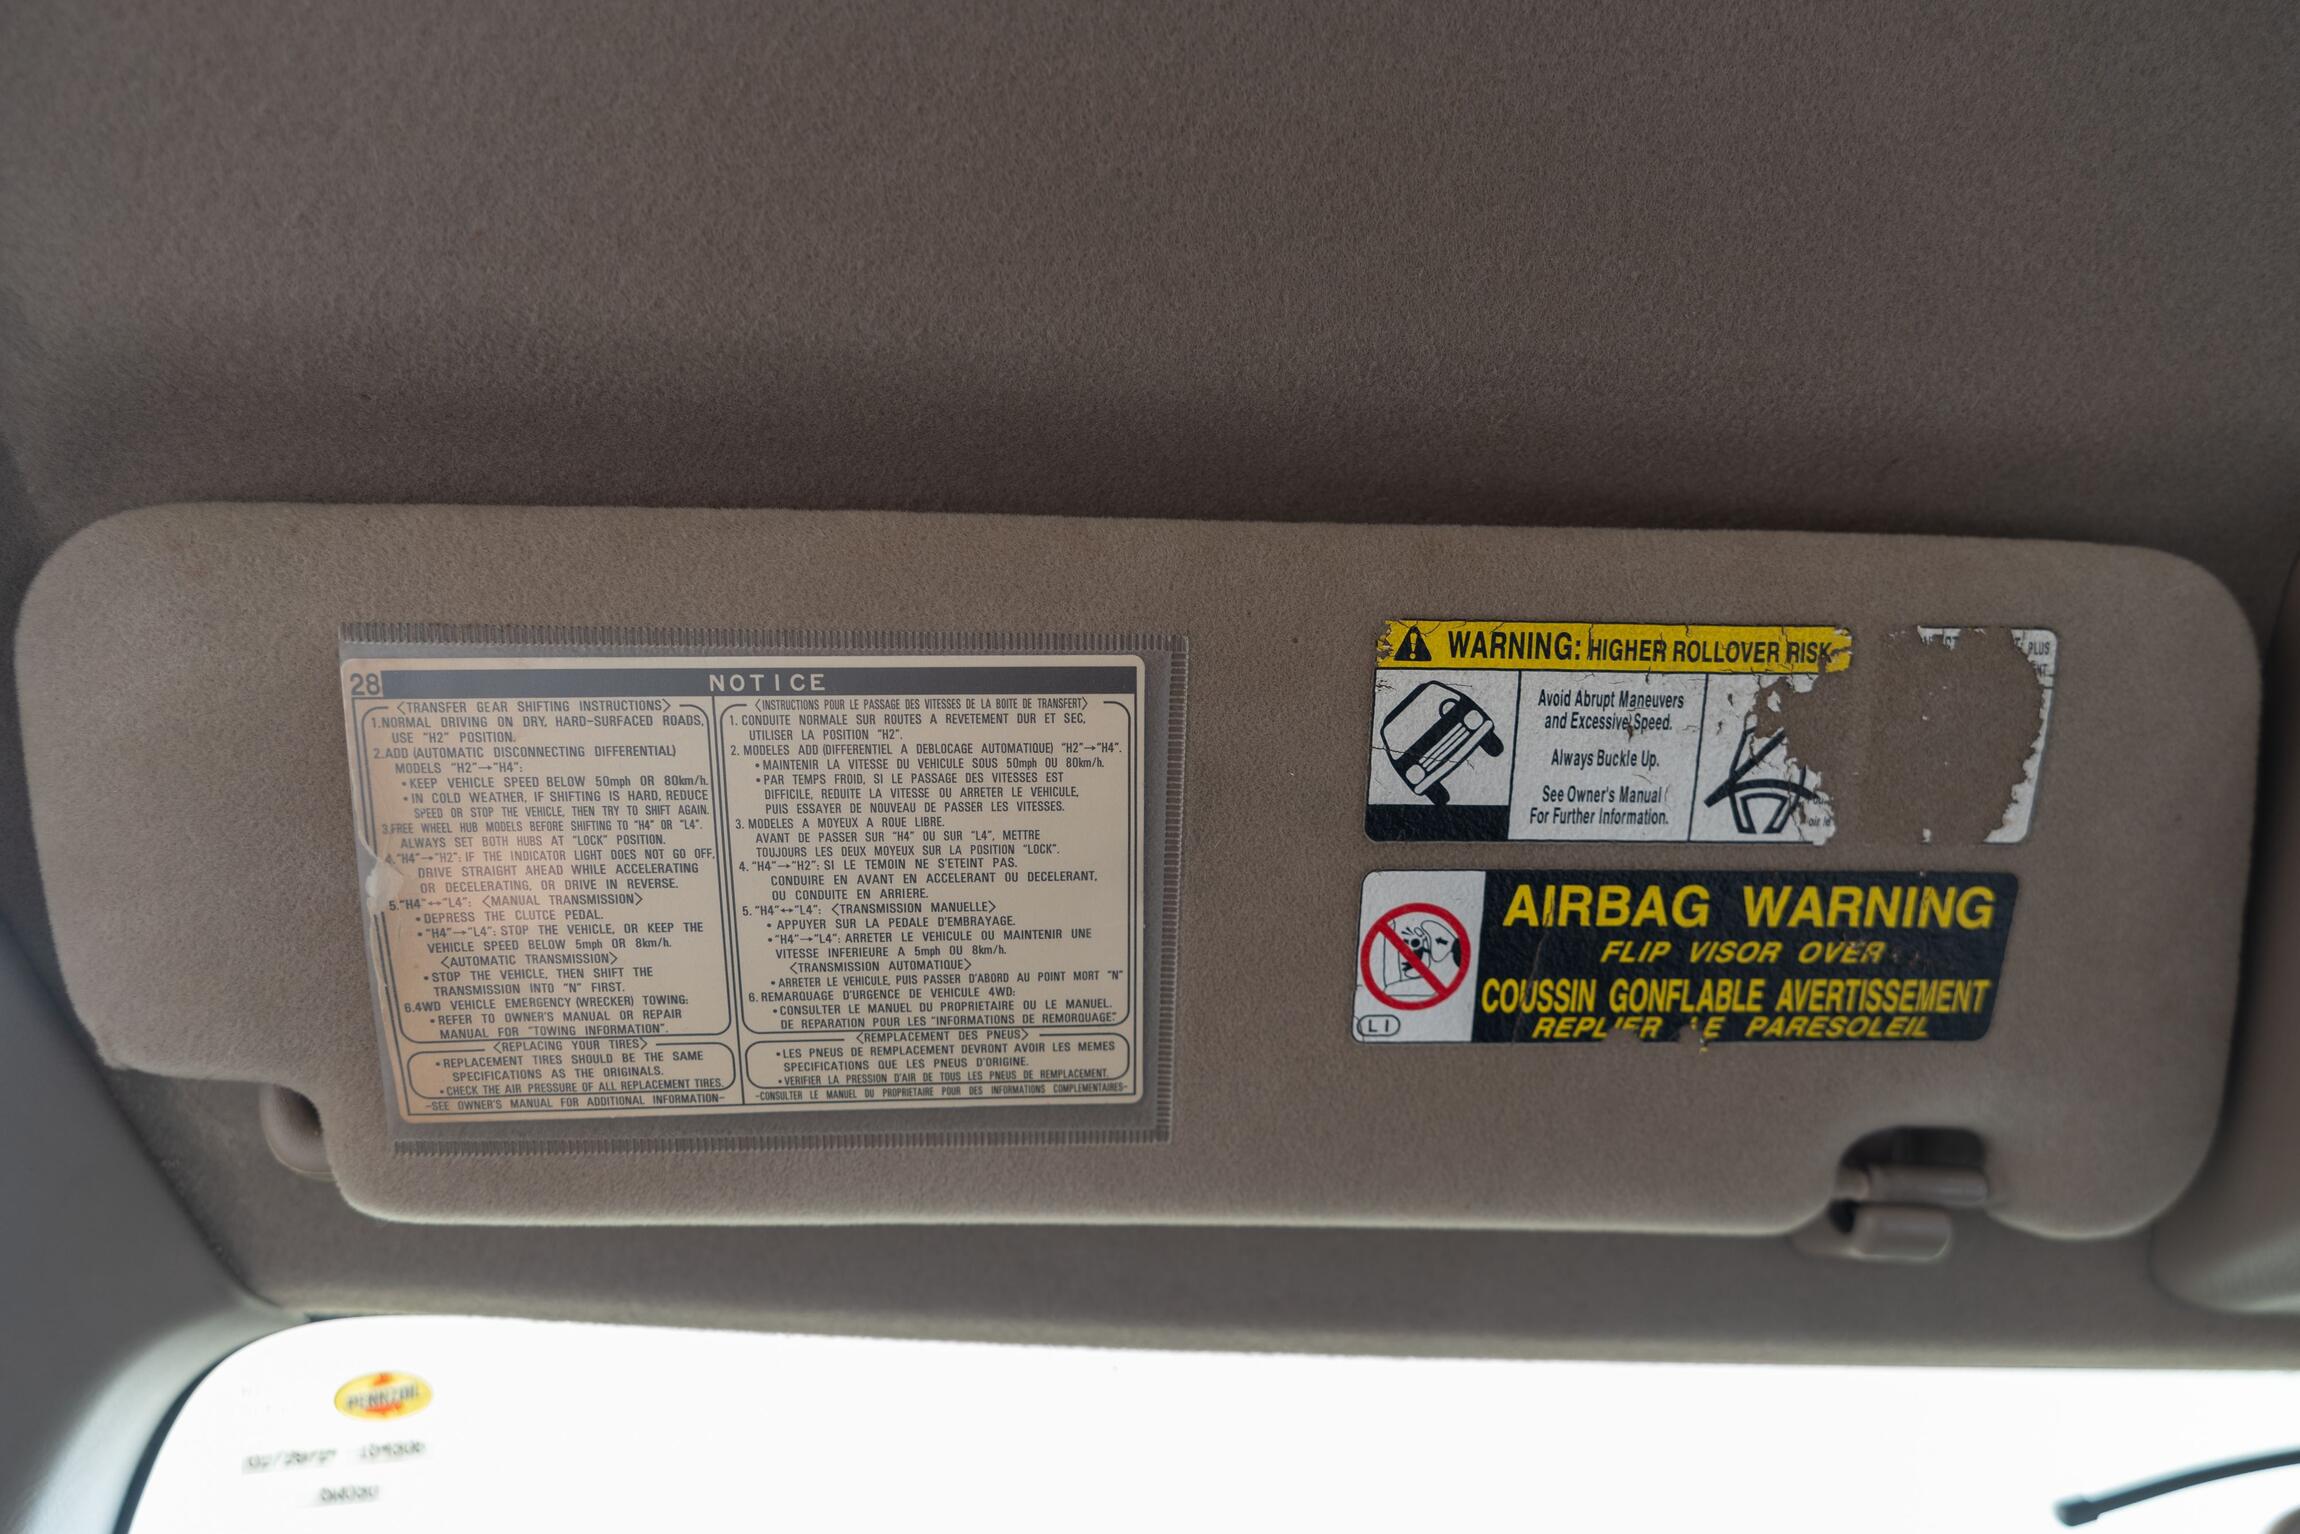 28 NOTICE
<TRANSFER GEAR SHIFTING INSTRUCTIONS>
1.NORMAL DRIVING ON DRY, HARD-SURFACED ROADS,
USE "H2" POSITION.
2.ADD (AUTOMATIC DISCONNECTING DIFFERENTIAL)
MODELS "H2"→"H4":
•KEEP VEHICLE SPEED BELOW 50mph OR 80km/h.
•IN COLD WEATHER, IF SHIFTING IS HARD, REDUCE
SPEED OR STOP THE VEHICLE, THEN TRY TO SHIFT AGAIN.
3.FREE WHEEL HUB MODELS BEFORE SHIFTING TO "H4" OR "L4".
ALWAYS SET BOTH HUBS AT "LOCK" POSITION.
4."H4"→"H2": IF THE INDICATOR LIGHT DOES NOT GO OFF,
DRIVE STRAIGHT AHEAD WHILE ACCELERATING
OR DECELERATING, OR DRIVE IN REVERSE.
5."H4"↔"L4": <MANUAL TRANSMISSION>
•DEPRESS THE CLUTCE PEDAL.
•"H4"→"L4": STOP THE VEHICLE, OR KEEP THE
VEHICLE SPEED BELOW 5mph OR 8km/h.
<AUTOMATIC TRANSMISSION>
•STOP THE VEHICLE, THEN SHIFT THE
TRANSMISSION INTO "N" FIRST.
6.4WD VEHICLE EMERGENCY (WRECKER) TOWING:
•REFER TO OWNER'S MANUAL OR REPAIR
MANUAL FOR "TOWING INFORMATION".
<REPLACING YOUR TIRES>
•REPLACEMENT TIRES SHOULD BE THE SAME
SPECIFICATIONS AS THE ORIGINALS.
•CHECK THE AIR PRESSURE OF ALL REPLACEMENT TIRES.
-SEE OWNER'S MANUAL FOR ADDITIONAL INFORMATION-
<INSTRUCTIONS POUR LE PASSAGE DES VITESSES DE LA BOITE DE TRANSFERT>
1. CONDUITE NORMALE SUR ROUTES A REVETEMENT DUR ET SEC,
UTILISER LA POSITION "H2".
2. MODELES ADD (DIFFERENTIEL A DEBLOCAGE AUTOMATIQUE) "H2"→"H4".
•MAINTENIR LA VITESSE DU VEHICULE SOUS 50mph OU 80km/h.
•PAR TEMPS FROID, SI LE PASSAGE DES VITESSES EST
DIFFICILE, REDUITE LA VITESSE OU ARRETER LE VEHICULE,
PUIS ESSAYER DE NOUVEAU DE PASSER LES VITESSES.
3. MODELES A MOYEUX A ROUE LIBRE.
AVANT DE PASSER SUR "H4" OU SUR "L4", METTRE
TOUJOURS LES DEUX MOYEUX SUR LA POSITION "LOCK".
4. "H4"→"H2": SI LE TEMOIN NE S'ETEINT PAS.
CONDUIRE EN AVANT EN ACCELERANT OU DECELERANT,
OU CONDUITE EN ARRIERE.
5. "H4"↔"L4": <TRANSMISSION MANUELLE>
• APPUYER SUR LA PEDALE D'EMBRAYAGE.
•"H4"→"L4": ARRETER LE VEHICULE OU MAINTENIR UNE
VITESSE INFERIEURE A 5mph OU 8km/h.
<TRANSMISSION AUTOMATIQUE>
• ARRETER LE VEHICULE, PUIS PASSER D'ABORD AU POINT MORT "N"
6. REMARQUAGE D'URGENCE DE VEHICULE 4WD:
•CONSULTER LE MANUEL DU PROPRIETAIRE OU LE MANUEL.
DE REPARATION POUR LES "INFORMATIONS DE REMORQUAGE."
<REMPLACEMENT DES PNEUS>
•LES PNEUS DE REMPLACEMENT DEVRONT AVOIR LES MEMES
SPECIFICATIONS QUE LES PNEUS D'ORIGINE.
•VERIFIER LA PRESSION D'AIR DE TOUS LES PNEUS DE REMPLACEMENT.
-CONSULTER LE MANUEL DU PROPRIETAIRE POUR DES INFORMATIONS COMPLEMENTAIRES-
WARNING: HIGHER ROLLOVER RISK
Avoid Abrupt Maneuvers
and Excessive Speed.
Always Buckle Up.
See Owner's Manual
For Further Information.
PLUS
AIRBAG WARNING
FLIP VISOR OVER
COUSSIN GONFLABLE AVERTISSEMENT
REPLIER LE PARESOLEIL
LI
PENNZOIL